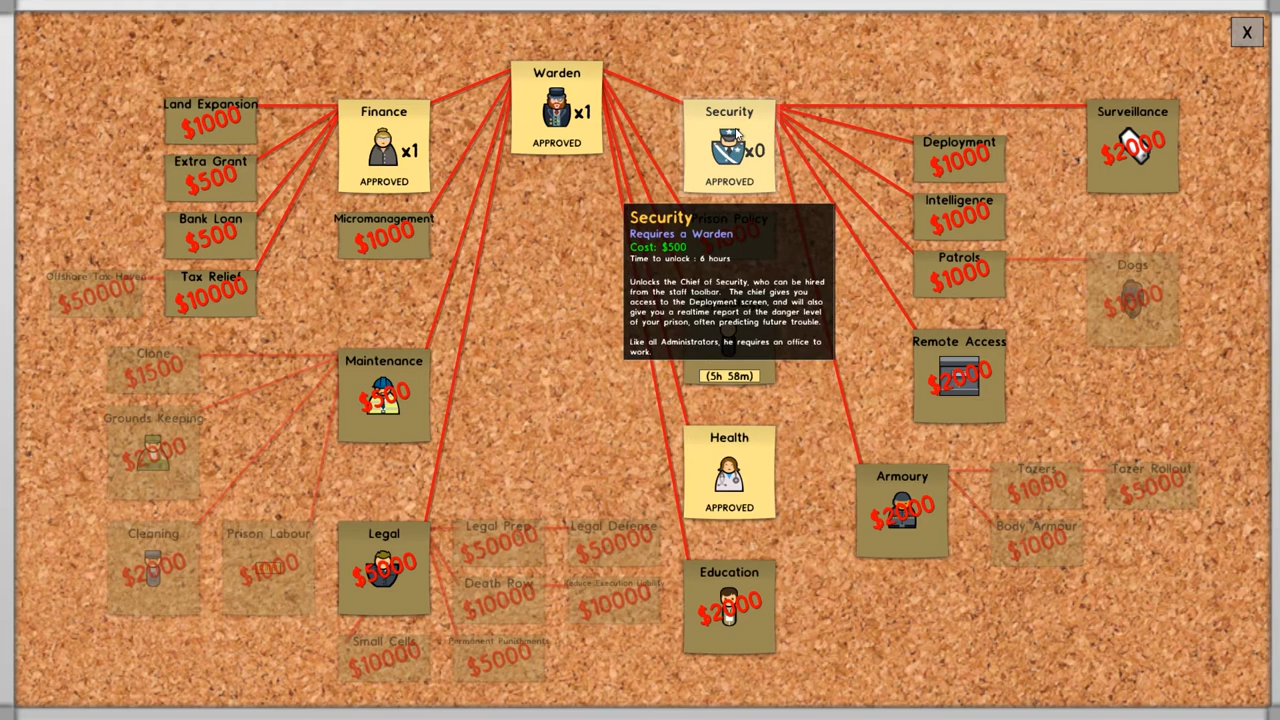 X
Warden
x1
APPROVED
Land Expansion
$1000
Finance
x1
APPROVED
Security
x0
APPROVED
Surveillance
$2000
Extra Grant
$500
Deployment
$1000
Bank Loan
$500
Micromanagement
$1000
Intelligence
$1000
Offshore Tax Haven
Tax Relief
$10000
Patrols
$1000
Dogs
$1000
Prison Policy
Security
Requires a Warden
Cost: $500
Time to unlock : 6 hours
Unlocks the Chief of Security, who can be hired
from the staff toolbar. The chief gives you
access to the Deployment screen, and will also
give you a realtime report of the danger level
of your prison, often predicting future trouble.
Like all Administrators, he requires an office to
work.
(5h 58m)
Clone
$1500
Maintenance
$500
Remote Access
$2000
Grounds Keeping
$2000
Health
APPROVED
Armoury
$2000
Tazers
$1000
Tazer Rollout
$5000
Body Armour
$1000
Cleaning
$2000
Prison Labour
$1000
Legal
$5000
Legal Prep
$50000
Legal Defense
$50000
Death Row
$10000
Reduce Execution Liability
$10000
Education
$2000
Small Cells
$10000
Permanent Punishments
$5000